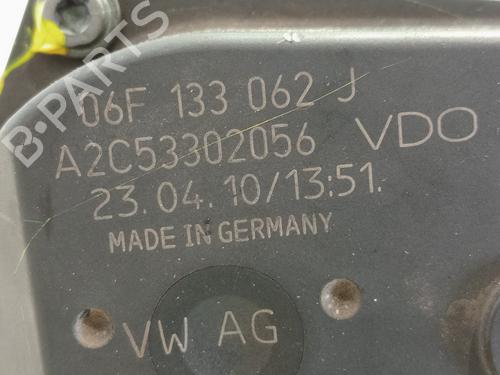 06F 133 062 J
A2C53302056 VDO
23.04.10/13:51.
MADE IN GERMANY
VW AG
B-PARTS